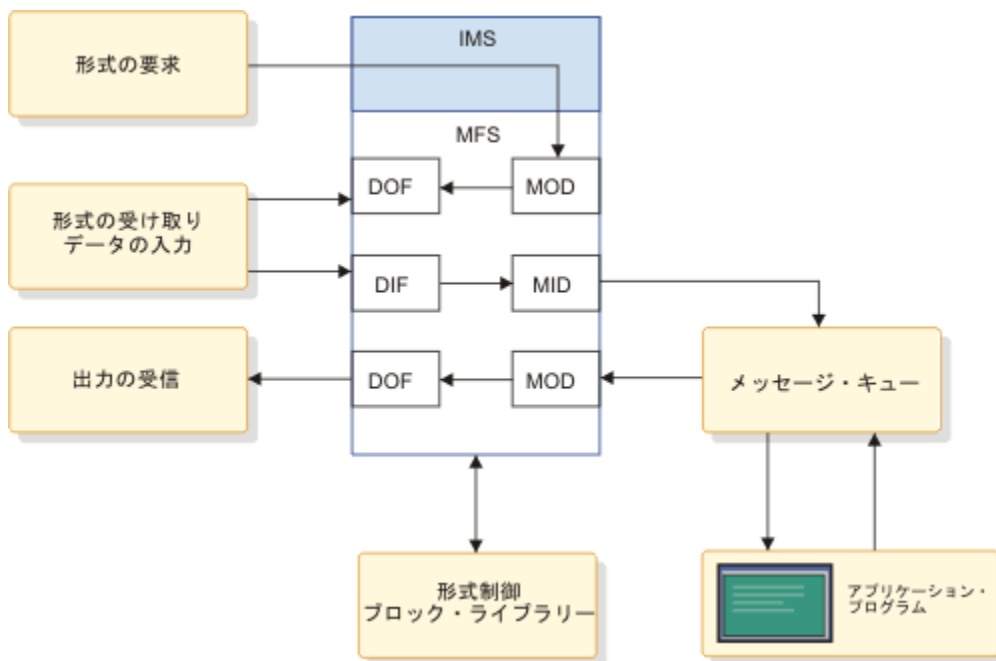 IMS
形式の要求
MFS
DOF
MOD
形式の受け取り
データの入力
DIF
MID
出力の受信
DOF
MOD
メッセージ・キュー
形式制御
ブロック・ライブラリー
アプリケーション・
プログラム